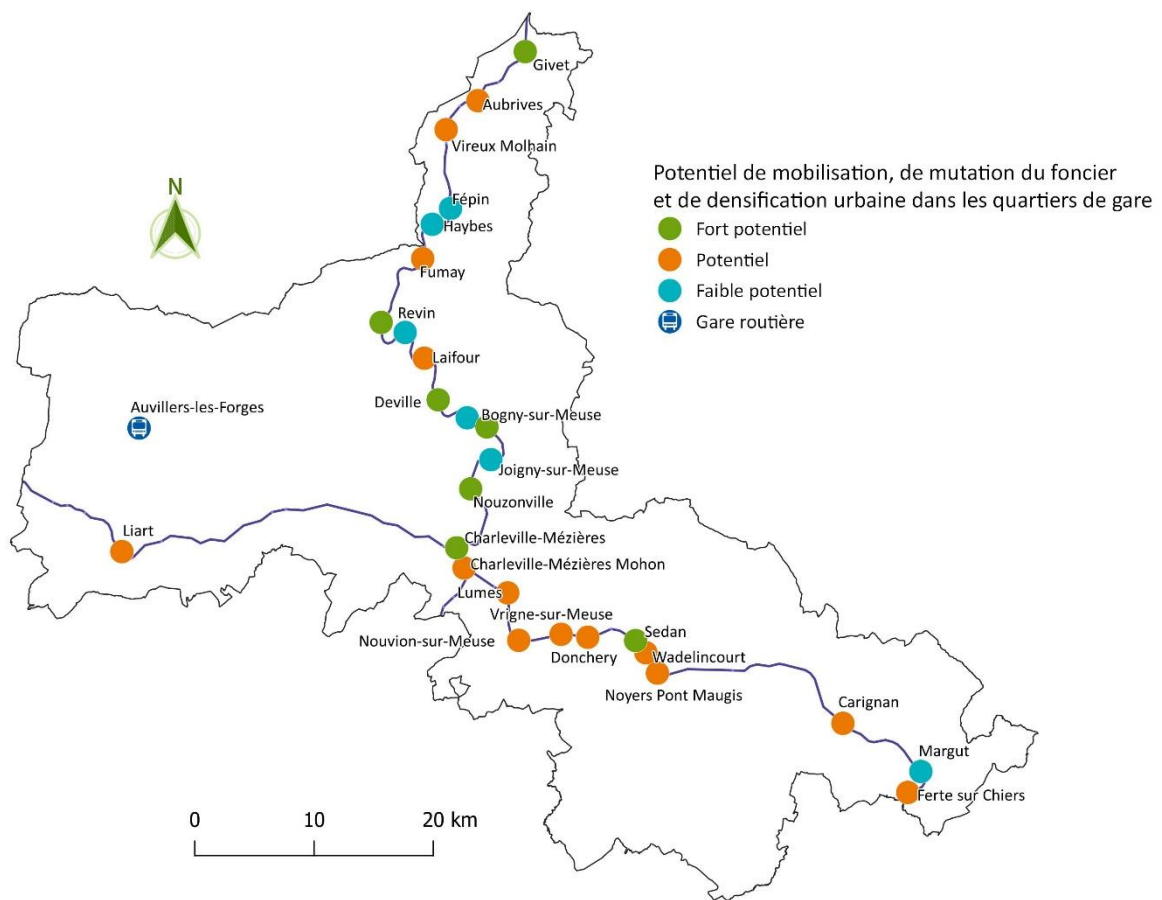 N
Givet
Aubrives
Vireux Molhain
Fépin
Haybes
Fumay
Revin
Laifour
Deville
Bogny-sur-Meuse
Auvillers-les-Forges
Joigny-sur-Meuse
Nouzonville
Liart
Charleville-Mézières
Charleville-Mézières Mohon
Lumes
Vrigne-sur-Meuse
Nouvion-sur-Meuse
Donchery
Sedan
Wadelincourt
Noyers Pont Maugis
Carignan
Margut
Ferte sur Chiers
Potentiel de mobilisation, de mutation du foncier
et de densification urbaine dans les quartiers de gare
Fort potentiel
Potentiel
Faible potentiel
Gare routière
0 10 20 km